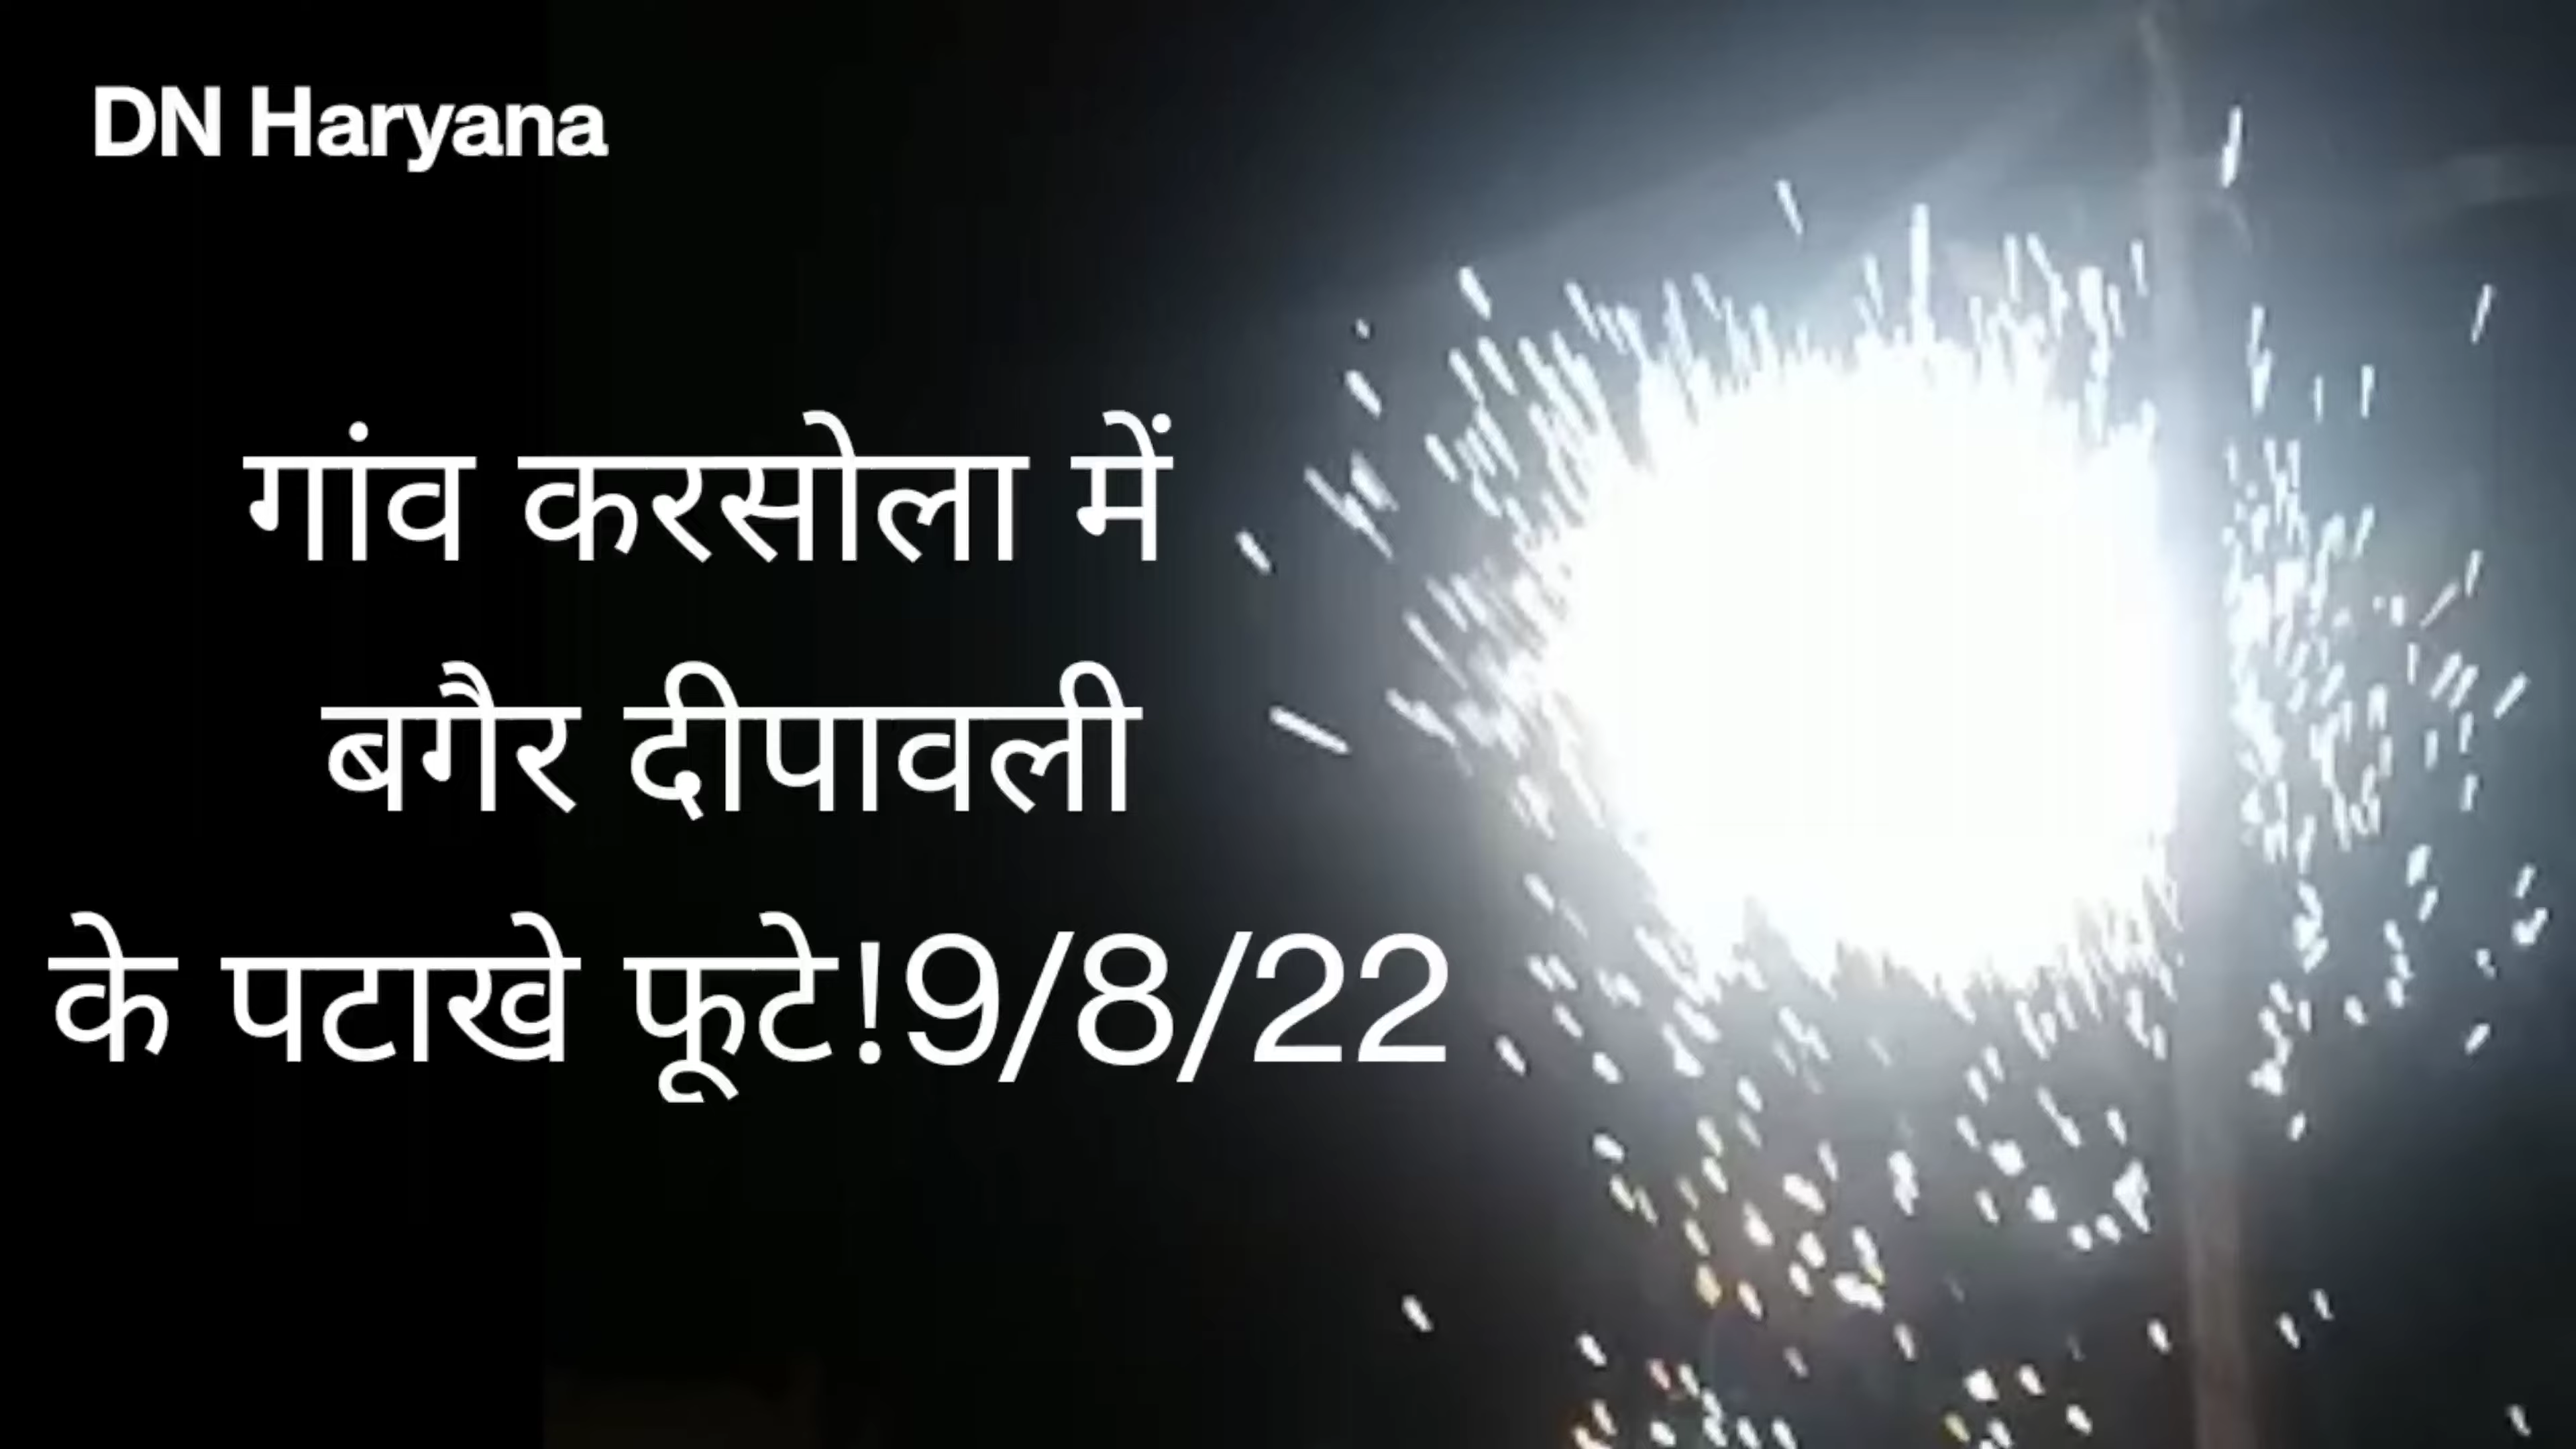 DN Haryana
गांव करसोला में
बगैर दीपावली
के पटाखे फूटे!9/8/22